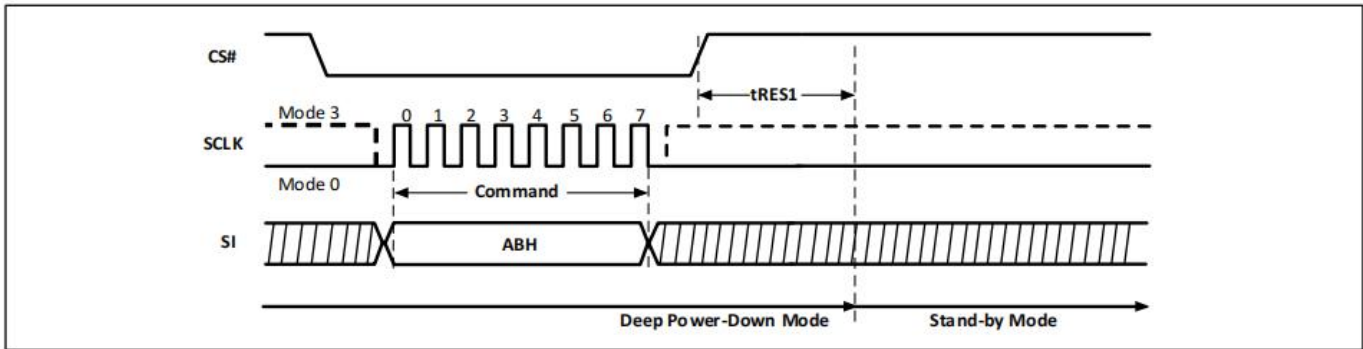 CS#
tRES1
Mode 3
0 1 2 3 4 5 6 7
SCLK
Mode 0
Command
SI
ABH
Deep Power-Down Mode
Stand-by Mode